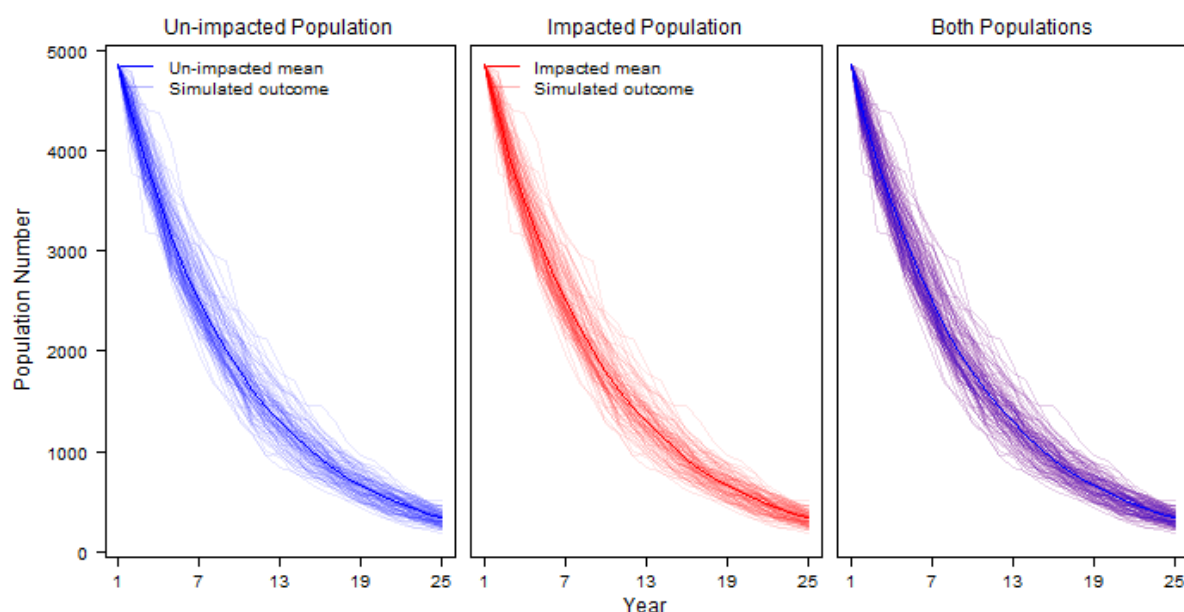 Un-impacted Population
Impacted Population
Both Populations
Un-impacted mean
Simulated outcome
Impacted mean
Simulated outcome
Population Number
5000
4000
3000
2000
1000
0
1 7 13 19 25
1 7 13 19 25
1 7 13 19 25
Year